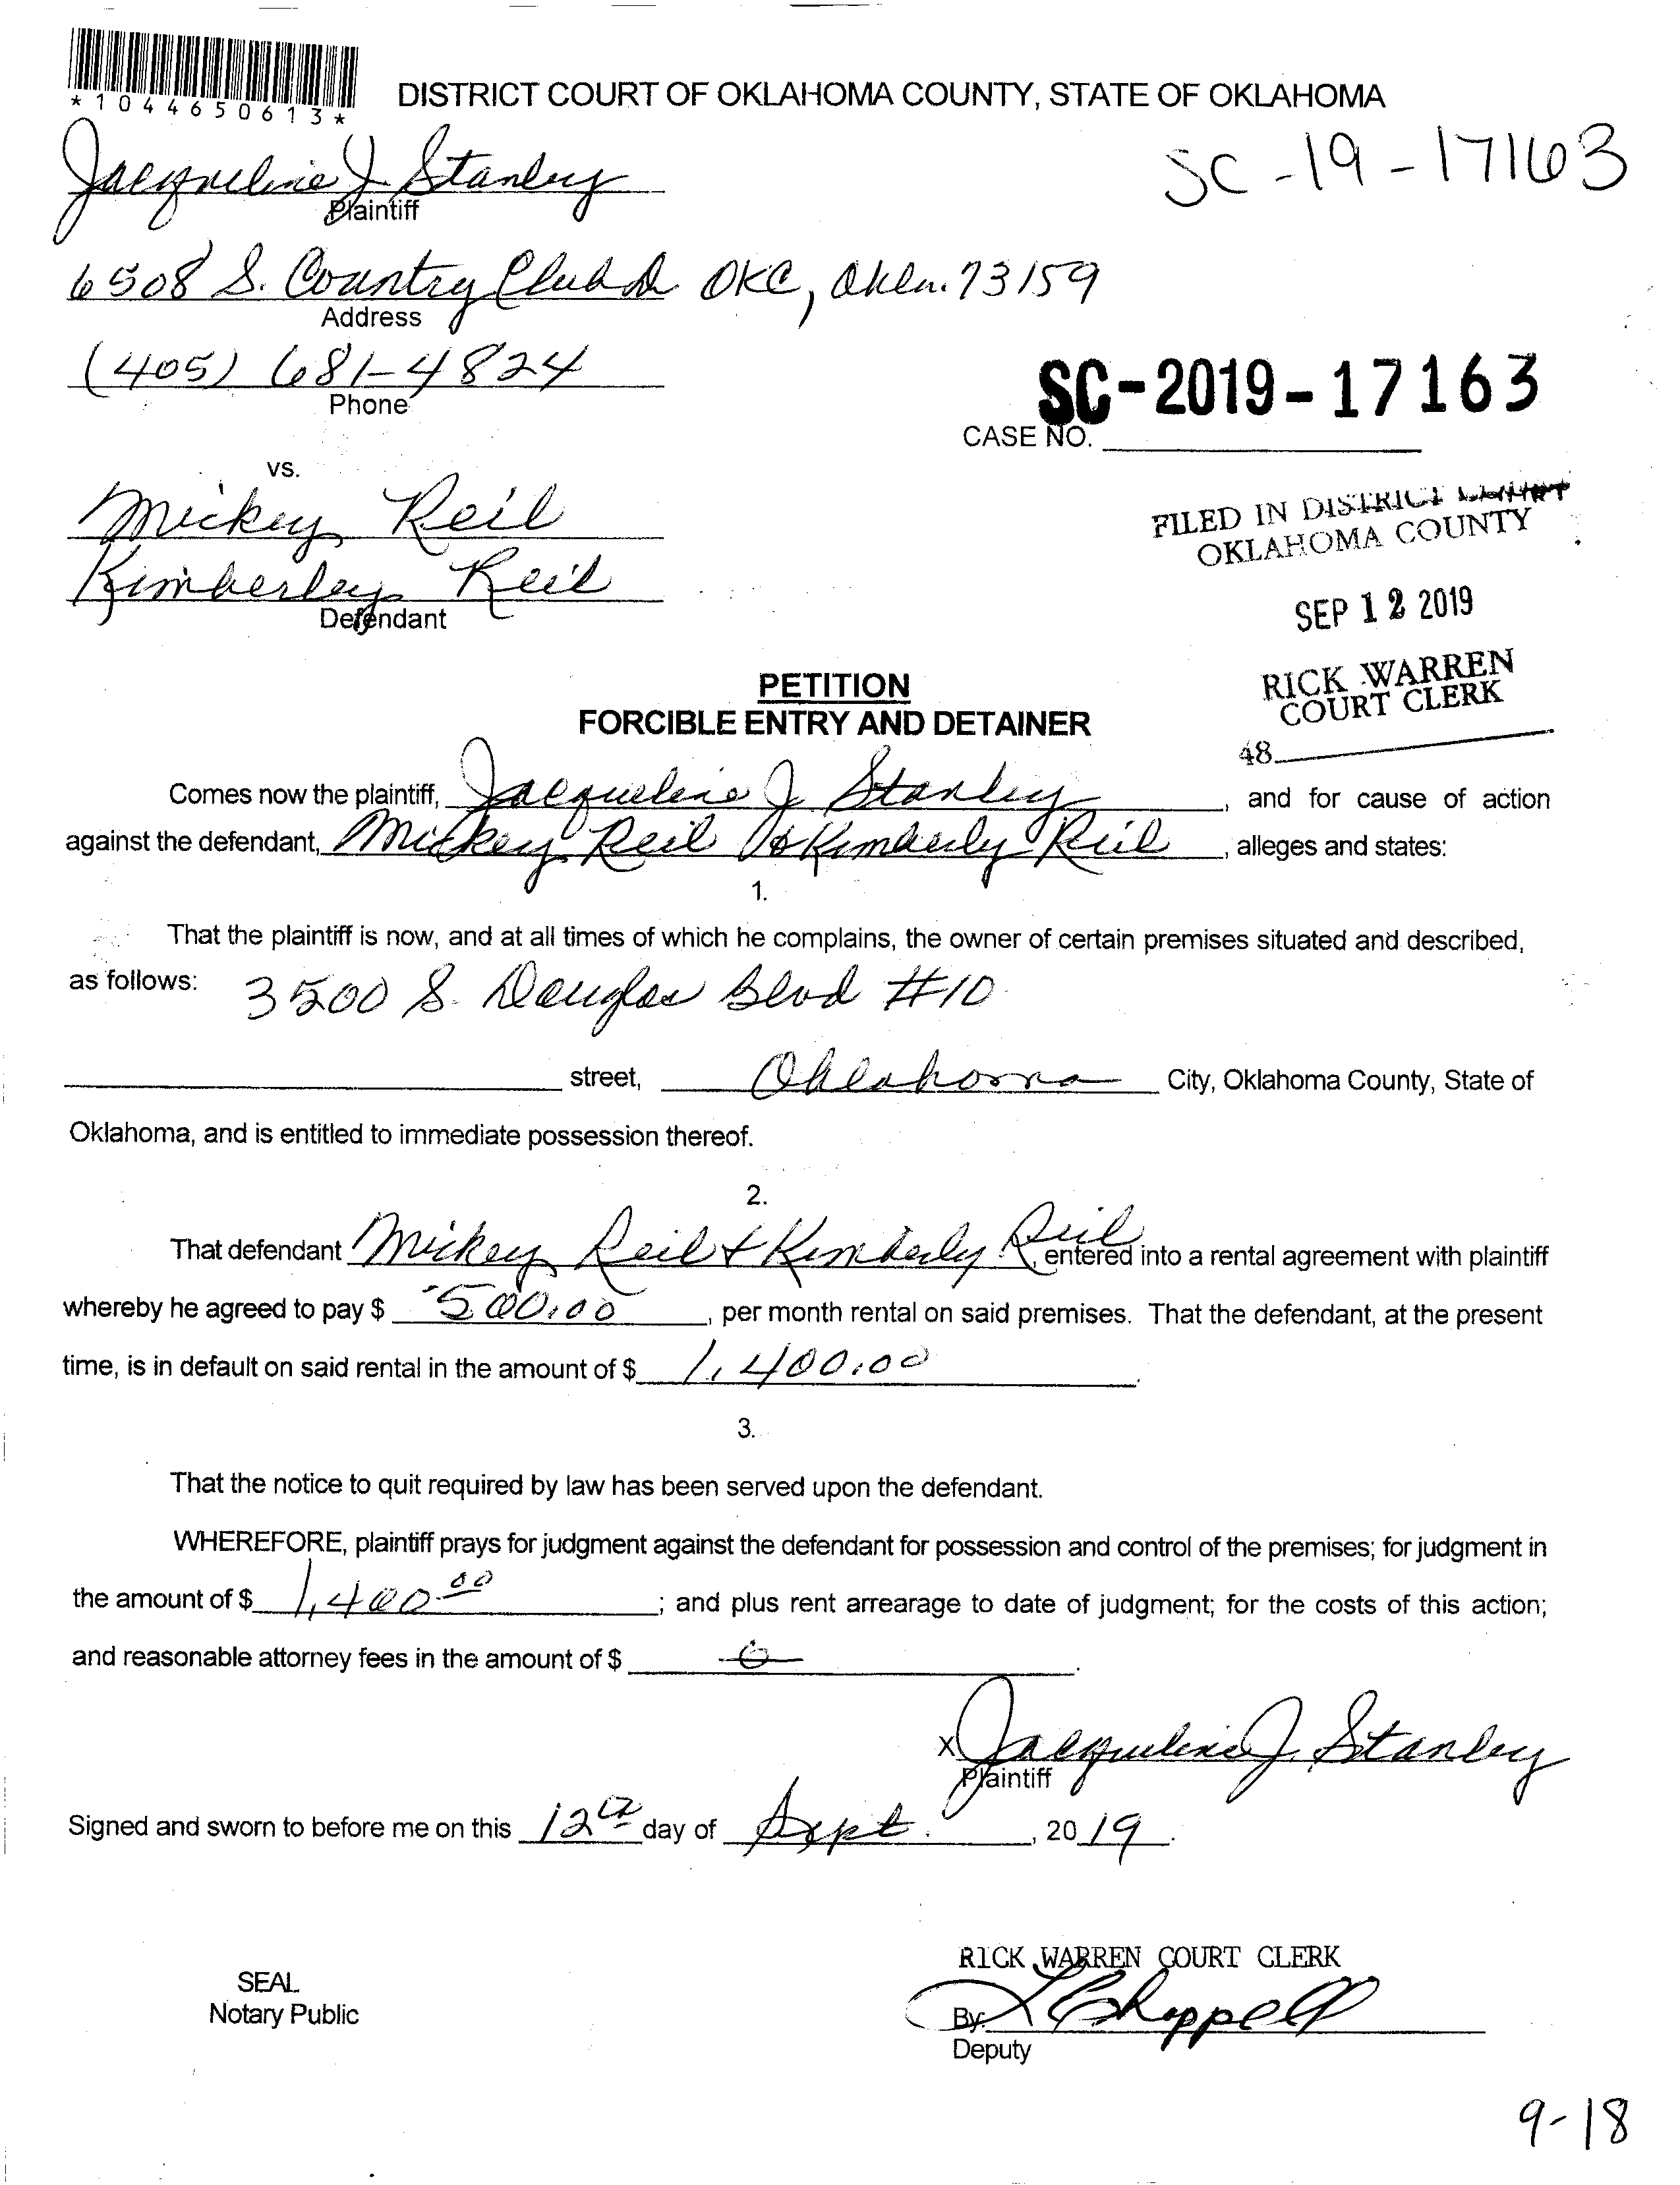 *1044650613*
DISTRICT COURT OF OKLAHOMA COUNTY, STATE OF OKLAHOMA
SC-19-17163
Jacqueline J. Stanley
Plaintiff
6508 S. Country Club Dr OKC, Okla. 73159
Address
(405) 681-4824
Phone
SC-2019-17163
CASE NO.
vs.
Mickey Reil
Kimberley Reil
Defendant
FILED IN DISTRICT COURT
OKLAHOMA COUNTY
SEP 12 2019
RICK WARREN
COURT CLERK
48
PETITION
FORCIBLE ENTRY AND DETAINER
Comes now the plaintiff, Jacqueline J Stanley, and for cause of action
against the defendant, Mickey Reil & Kimberly Reil, alleges and states:
1.
That the plaintiff is now, and at all times of which he complains, the owner of certain premises situated and described,
as follows: 3500 S. Douglas Blvd #10
street, Oklahoma City, Oklahoma County, State of
Oklahoma, and is entitled to immediate possession thereof.
2.
That defendant Mickey Reil & Kimberly Reil, entered into a rental agreement with plaintiff
whereby he agreed to pay $ 500.00, per month rental on said premises. That the defendant, at the present
time, is in default on said rental in the amount of $ 1,400.00.
3.
That the notice to quit required by law has been served upon the defendant.
WHEREFORE, plaintiff prays for judgment against the defendant for possession and control of the premises; for judgment in
the amount of $ 1,400.00; and plus rent arrearage to date of judgment; for the costs of this action;
and reasonable attorney fees in the amount of $ 0.
X Jacqueline J. Stanley
Plaintiff
Signed and sworn to before me on this 12th day of Sept., 2019.
RICK WARREN COURT CLERK
SEAL
Notary Public
By: L Chappell
Deputy
9-18